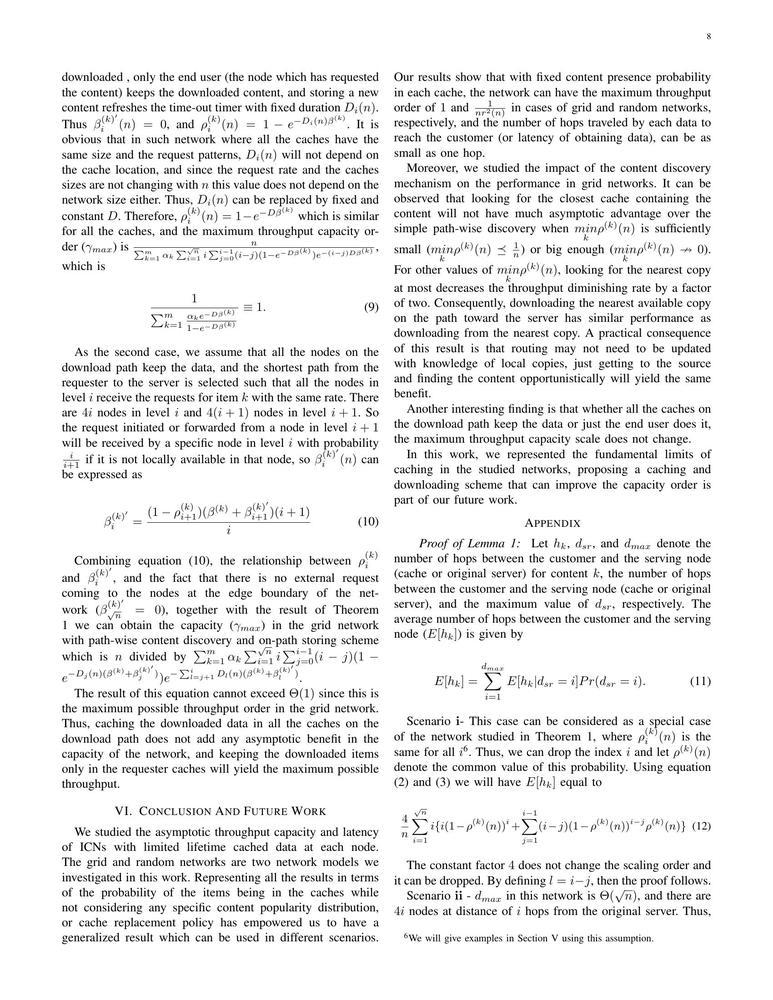 8
downloaded , only the end user (the node which has requested
the content) keeps the downloaded content, and storing a new
content refreshes the time-out timer with fixed duration $D_i(n)$.
Thus $\beta_i^{(k)'}(n) = 0$, and $\rho_i^{(k)}(n) = 1 - e^{-D_i(n)\beta^{(k)}}$. It is
obvious that in such network where all the caches have the
same size and the request patterns, $D_i(n)$ will not depend on
the cache location, and since the request rate and the caches
sizes are not changing with $n$ this value does not depend on the
network size either. Thus, $D_i(n)$ can be replaced by fixed and
constant $D$. Therefore, $\rho_i^{(k)}(n) = 1 - e^{-D\beta^{(k)}}$ which is similar
for all the caches, and the maximum throughput capacity or-
der ($\gamma_{max}$) is $\frac{n}{\sum_{k=1}^{m} \alpha_k \sum_{i=1}^{\sqrt{n}} i \sum_{j=0}^{i-1} (i-j)(1-e^{-D\beta^{(k)}})e^{-(i-j)D\beta^{(k)}}}$,
which is
$\frac{1}{\sum_{k=1}^{m} \frac{\alpha_k e^{-D\beta^{(k)}}}{1-e^{-D\beta^{(k)}}}} \equiv 1.$ (9)
As the second case, we assume that all the nodes on the
download path keep the data, and the shortest path from the
requester to the server is selected such that all the nodes in
level $i$ receive the requests for item $k$ with the same rate. There
are $4i$ nodes in level $i$ and $4(i+1)$ nodes in level $i+1$. So
the request initiated or forwarded from a node in level $i+1$
will be received by a specific node in level $i$ with probability
$\frac{i}{i+1}$ if it is not locally available in that node, so $\beta_i^{(k)'}(n)$ can
be expressed as
$\beta_i^{(k)'} = \frac{(1-\rho_{i+1}^{(k)})(\beta^{(k)} + \beta_{i+1}^{(k)'})(i+1)}{i}$ (10)
Combining equation (10), the relationship between $\rho_i^{(k)}$
and $\beta_i^{(k)'}$, and the fact that there is no external request
coming to the nodes at the edge boundary of the net-
work ($\beta_{\sqrt{n}}^{(k)'} = 0$), together with the result of Theorem
1 we can obtain the capacity ($\gamma_{max}$) in the grid network
with path-wise content discovery and on-path storing scheme
which is $n$ divided by $\sum_{k=1}^{m} \alpha_k \sum_{i=1}^{\sqrt{n}} i \sum_{j=0}^{i-1} (i-j)(1 -$
$e^{-D_j(n)(\beta^{(k)}+\beta_j^{(k)'})})e^{-\sum_{l=j+1}^{i} D_l(n)(\beta^{(k)}+\beta_l^{(k)'})}$.
The result of this equation cannot exceed $\Theta(1)$ since this is
the maximum possible throughput order in the grid network.
Thus, caching the downloaded data in all the caches on the
download path does not add any asymptotic benefit in the
capacity of the network, and keeping the downloaded items
only in the requester caches will yield the maximum possible
throughput.
VI. CONCLUSION AND FUTURE WORK
We studied the asymptotic throughput capacity and latency
of ICNs with limited lifetime cached data at each node.
The grid and random networks are two network models we
investigated in this work. Representing all the results in terms
of the probability of the items being in the caches while
not considering any specific content popularity distribution,
or cache replacement policy has empowered us to have a
generalized result which can be used in different scenarios.
Our results show that with fixed content presence probability
in each cache, the network can have the maximum throughput
order of 1 and $\frac{1}{nr^2(n)}$ in cases of grid and random networks,
respectively, and the number of hops traveled by each data to
reach the customer (or latency of obtaining data), can be as
small as one hop.
Moreover, we studied the impact of the content discovery
mechanism on the performance in grid networks. It can be
observed that looking for the closest cache containing the
content will not have much asymptotic advantage over the
simple path-wise discovery when $\min_k \rho^{(k)}(n)$ is sufficiently
small ($\min_k \rho^{(k)}(n) \preceq \frac{1}{n}$) or big enough ($\min_k \rho^{(k)}(n) \nrightarrow 0$).
For other values of $\min_k \rho^{(k)}(n)$, looking for the nearest copy
at most decreases the throughput diminishing rate by a factor
of two. Consequently, downloading the nearest available copy
on the path toward the server has similar performance as
downloading from the nearest copy. A practical consequence
of this result is that routing may not need to be updated
with knowledge of local copies, just getting to the source
and finding the content opportunistically will yield the same
benefit.
Another interesting finding is that whether all the caches on
the download path keep the data or just the end user does it,
the maximum throughput capacity scale does not change.
In this work, we represented the fundamental limits of
caching in the studied networks, proposing a caching and
downloading scheme that can improve the capacity order is
part of our future work.
APPENDIX
Proof of Lemma 1: Let $h_k$, $d_{sr}$, and $d_{max}$ denote the
number of hops between the customer and the serving node
(cache or original server) for content $k$, the number of hops
between the customer and the serving node (cache or original
server), and the maximum value of $d_{sr}$, respectively. The
average number of hops between the customer and the serving
node ($E[h_k]$) is given by
$E[h_k] = \sum_{i=1}^{d_{max}} E[h_k|d_{sr} = i]Pr(d_{sr} = i).$ (11)
Scenario i- This case can be considered as a special case
of the network studied in Theorem 1, where $\rho_i^{(k)}(n)$ is the
same for all $i$⁶. Thus, we can drop the index $i$ and let $\rho^{(k)}(n)$
denote the common value of this probability. Using equation
(2) and (3) we will have $E[h_k]$ equal to
$\frac{4}{n} \sum_{i=1}^{\sqrt{n}} i\{i(1-\rho^{(k)}(n))^i + \sum_{j=1}^{i-1} (i-j)(1-\rho^{(k)}(n))^{i-j}\rho^{(k)}(n)\}$ (12)
The constant factor 4 does not change the scaling order and
it can be dropped. By defining $l = i-j$, then the proof follows.
Scenario ii - $d_{max}$ in this network is $\Theta(\sqrt{n})$, and there are
$4i$ nodes at distance of $i$ hops from the original server. Thus,
⁶We will give examples in Section V using this assumption.